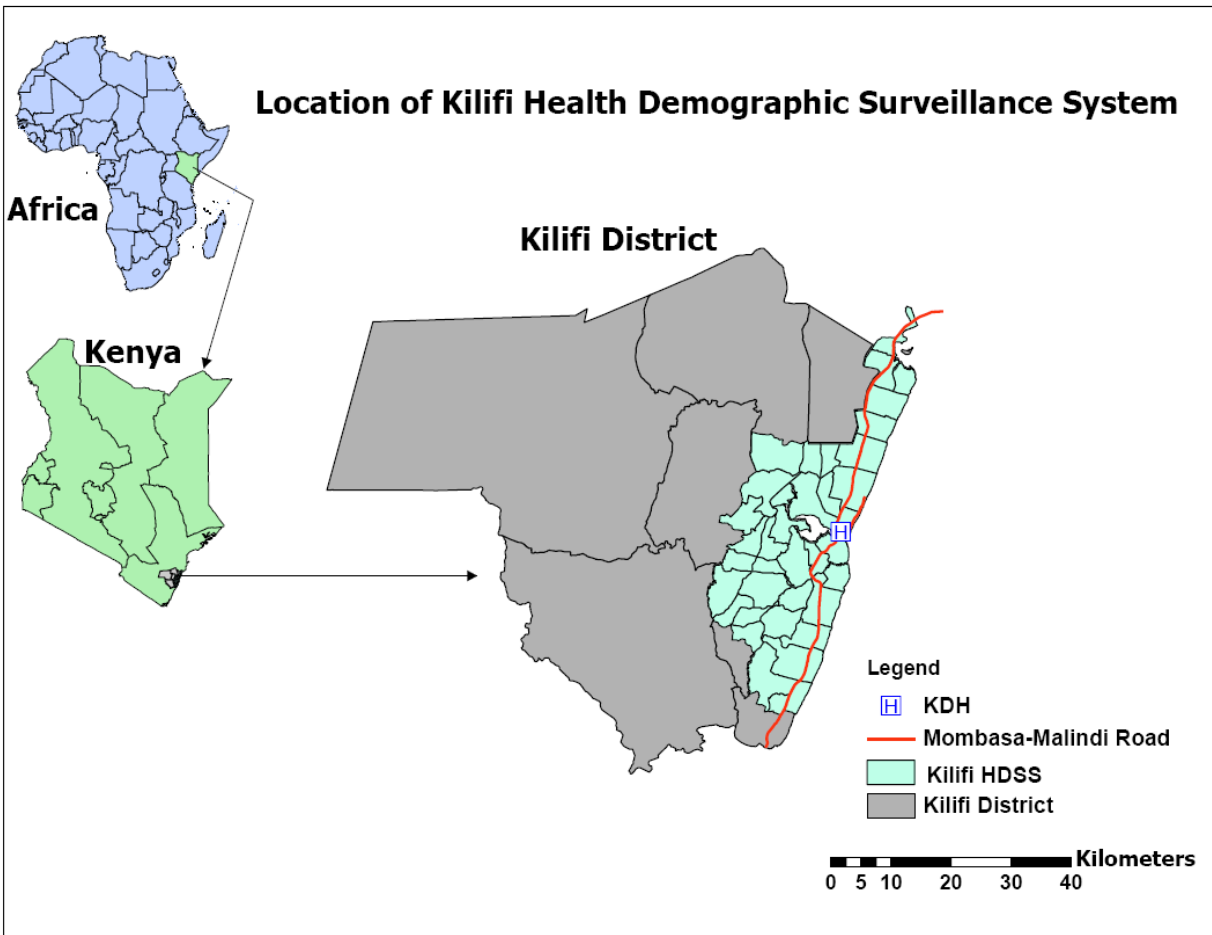 Location of Kilifi Health Demographic Surveillance System
Africa
Kilifi District
Kenya
H
Legend
H KDH
Mombasa-Malindi Road
Kilifi HDSS
Kilifi District
Kilometers
0 5 10 20 30 40